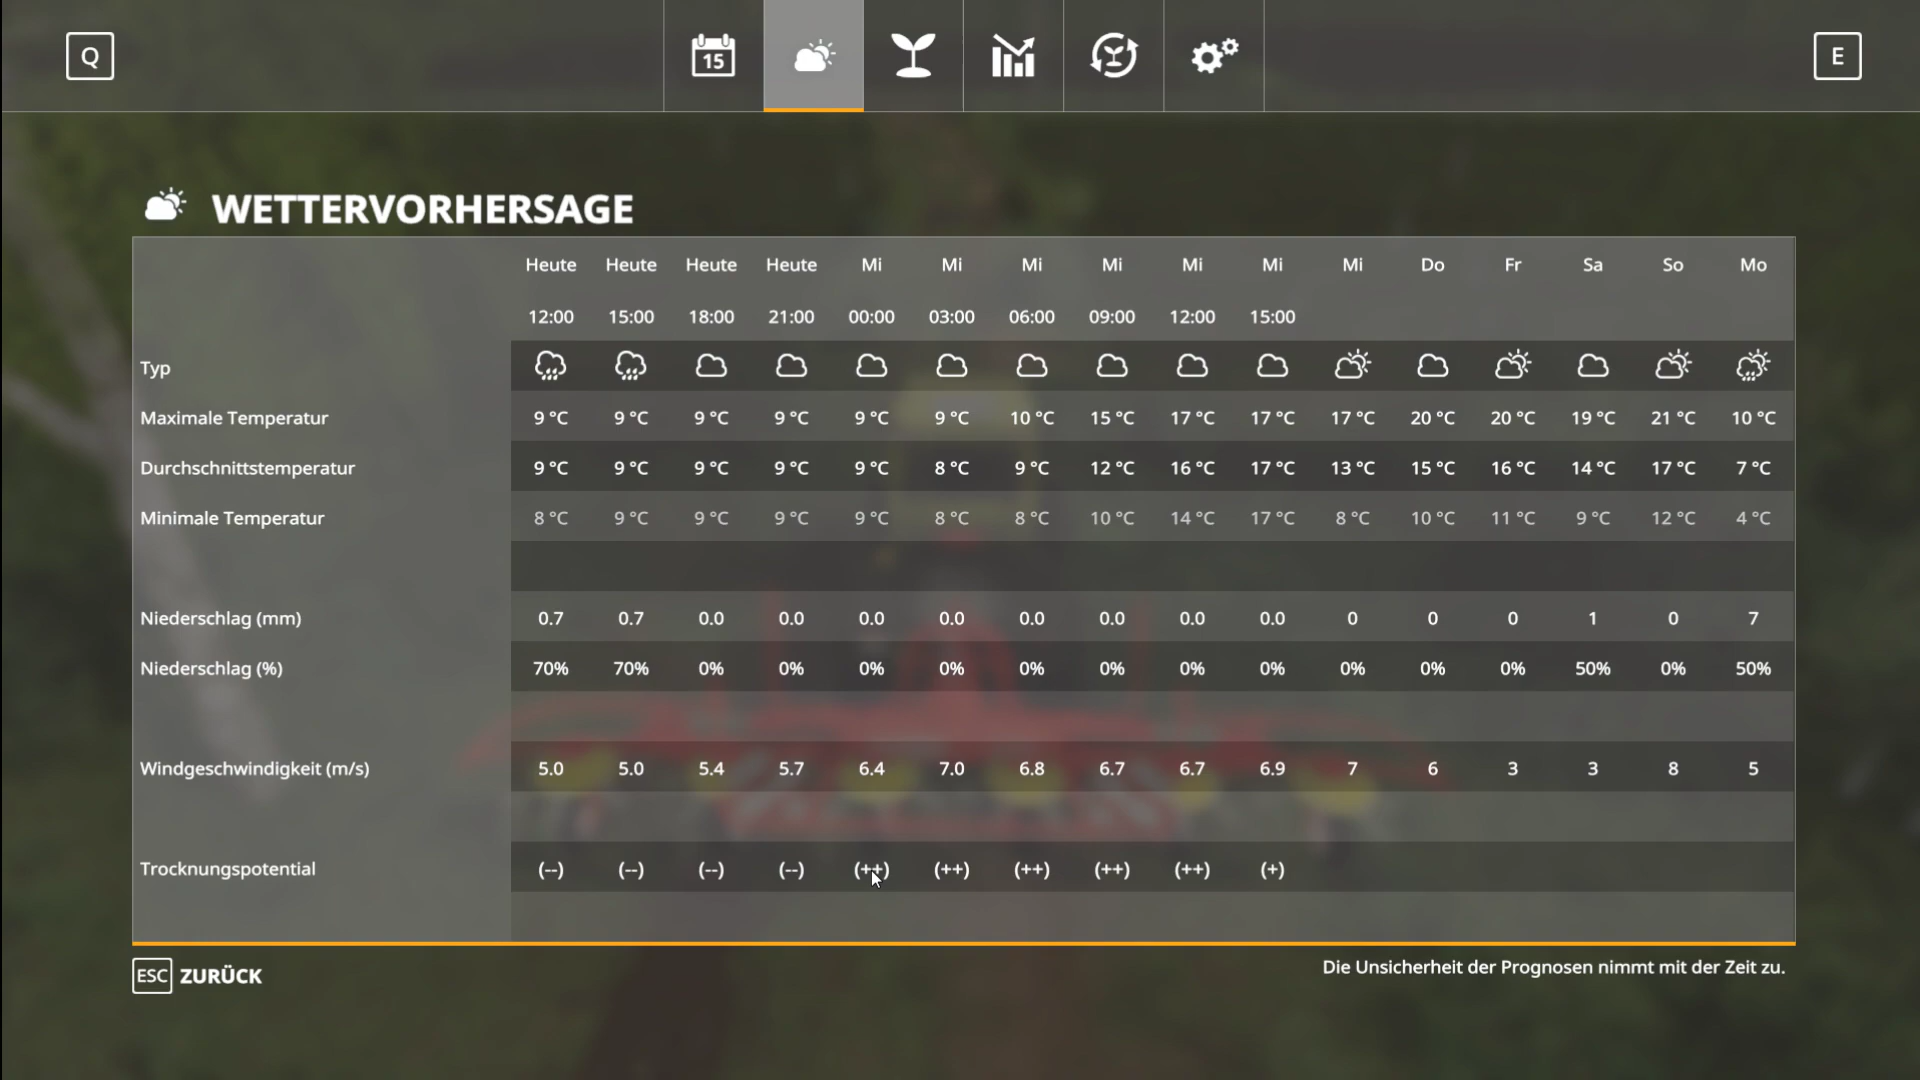 Q 15 E
WETTERVORHERSAGE
Heute Heute Heute Heute Mi Mi Mi Mi Mi Mi Mi Do Fr Sa So Mo
12:00 15:00 18:00 21:00 00:00 03:00 06:00 09:00 12:00 15:00
Typ
Maximale Temperatur 9 °C 9 °C 9 °C 9 °C 9 °C 9 °C 10 °C 15 °C 17 °C 17 °C 17 °C 20 °C 20 °C 19 °C 21 °C 10 °C
Durchschnittstemperatur 9 °C 9 °C 9 °C 9 °C 9 °C 8 °C 9 °C 12 °C 16 °C 17 °C 13 °C 15 °C 16 °C 14 °C 17 °C 7 °C
Minimale Temperatur 8 °C 9 °C 9 °C 9 °C 9 °C 8 °C 8 °C 10 °C 14 °C 17 °C 8 °C 10 °C 11 °C 9 °C 12 °C 4 °C
Niederschlag (mm) 0.7 0.7 0.0 0.0 0.0 0.0 0.0 0.0 0.0 0.0 0 0 0 1 0 7
Niederschlag (%) 70% 70% 0% 0% 0% 0% 0% 0% 0% 0% 0% 0% 0% 50% 0% 50%
Windgeschwindigkeit (m/s) 5.0 5.0 5.4 5.7 6.4 7.0 6.8 6.7 6.7 6.9 7 6 3 3 8 5
Trocknungspotential (--) (--) (--) (--) (++) (++) (++) (++) (++) (+)
ESC ZURÜCK Die Unsicherheit der Prognosen nimmt mit der Zeit zu.